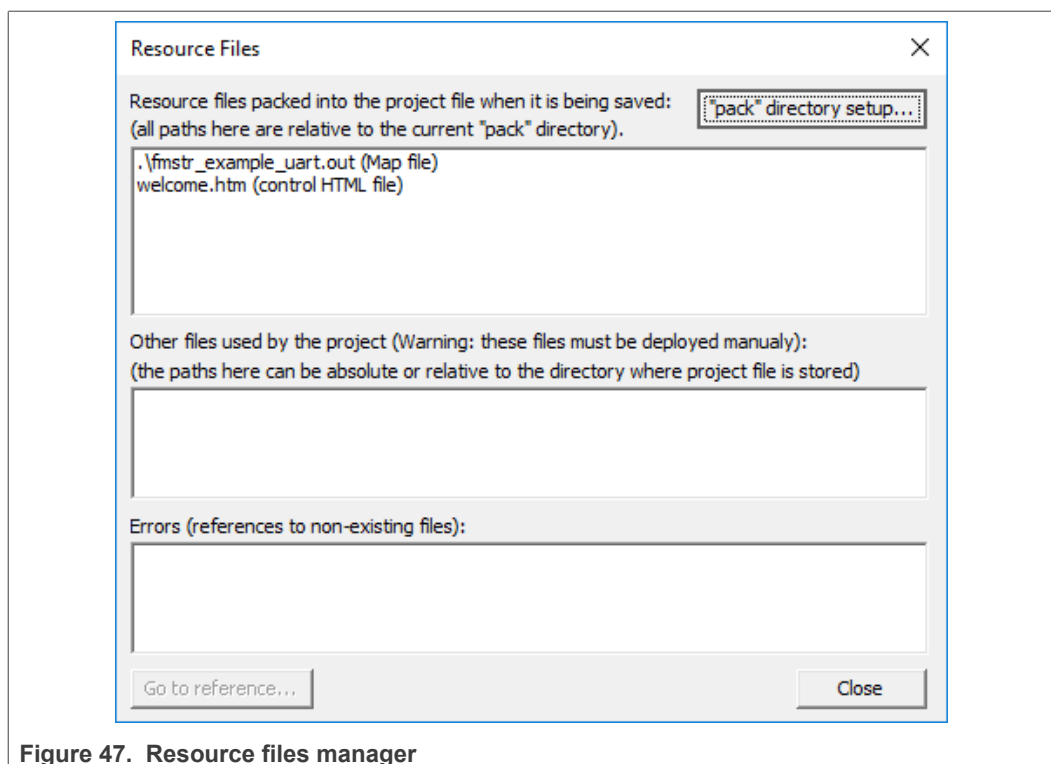 Resource Files
Resource files packed into the project file when it is being saved:
"pack" directory setup...
(all paths here are relative to the current "pack" directory).
.\fmstr_example_uart.out (Map file)
welcome.htm (control HTML file)
Other files used by the project (Warning: these files must be deployed manualy):
(the paths here can be absolute or relative to the directory where project file is stored)
Errors (references to non-existing files):
Go to reference...
Close
Figure 47. Resource files manager